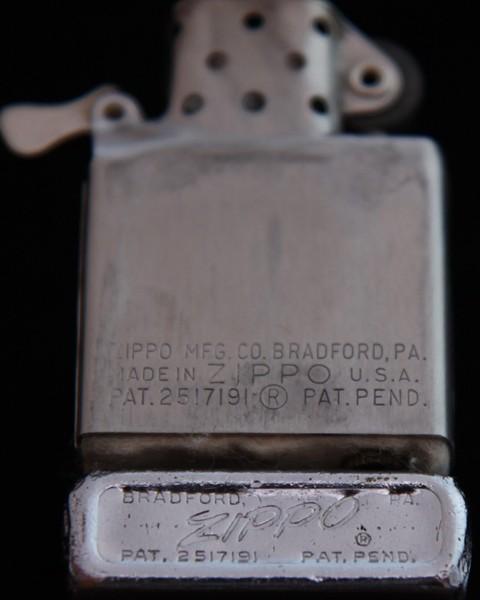 ZIPPO MFG. CO. BRADFORD, PA.
MADE IN ZIPPO U.S.A.
PAT. 2517191 ® PAT. PEND.
BRADFORD, PA.
ZIPPO ®
PAT. 2517191 PAT. PEND.